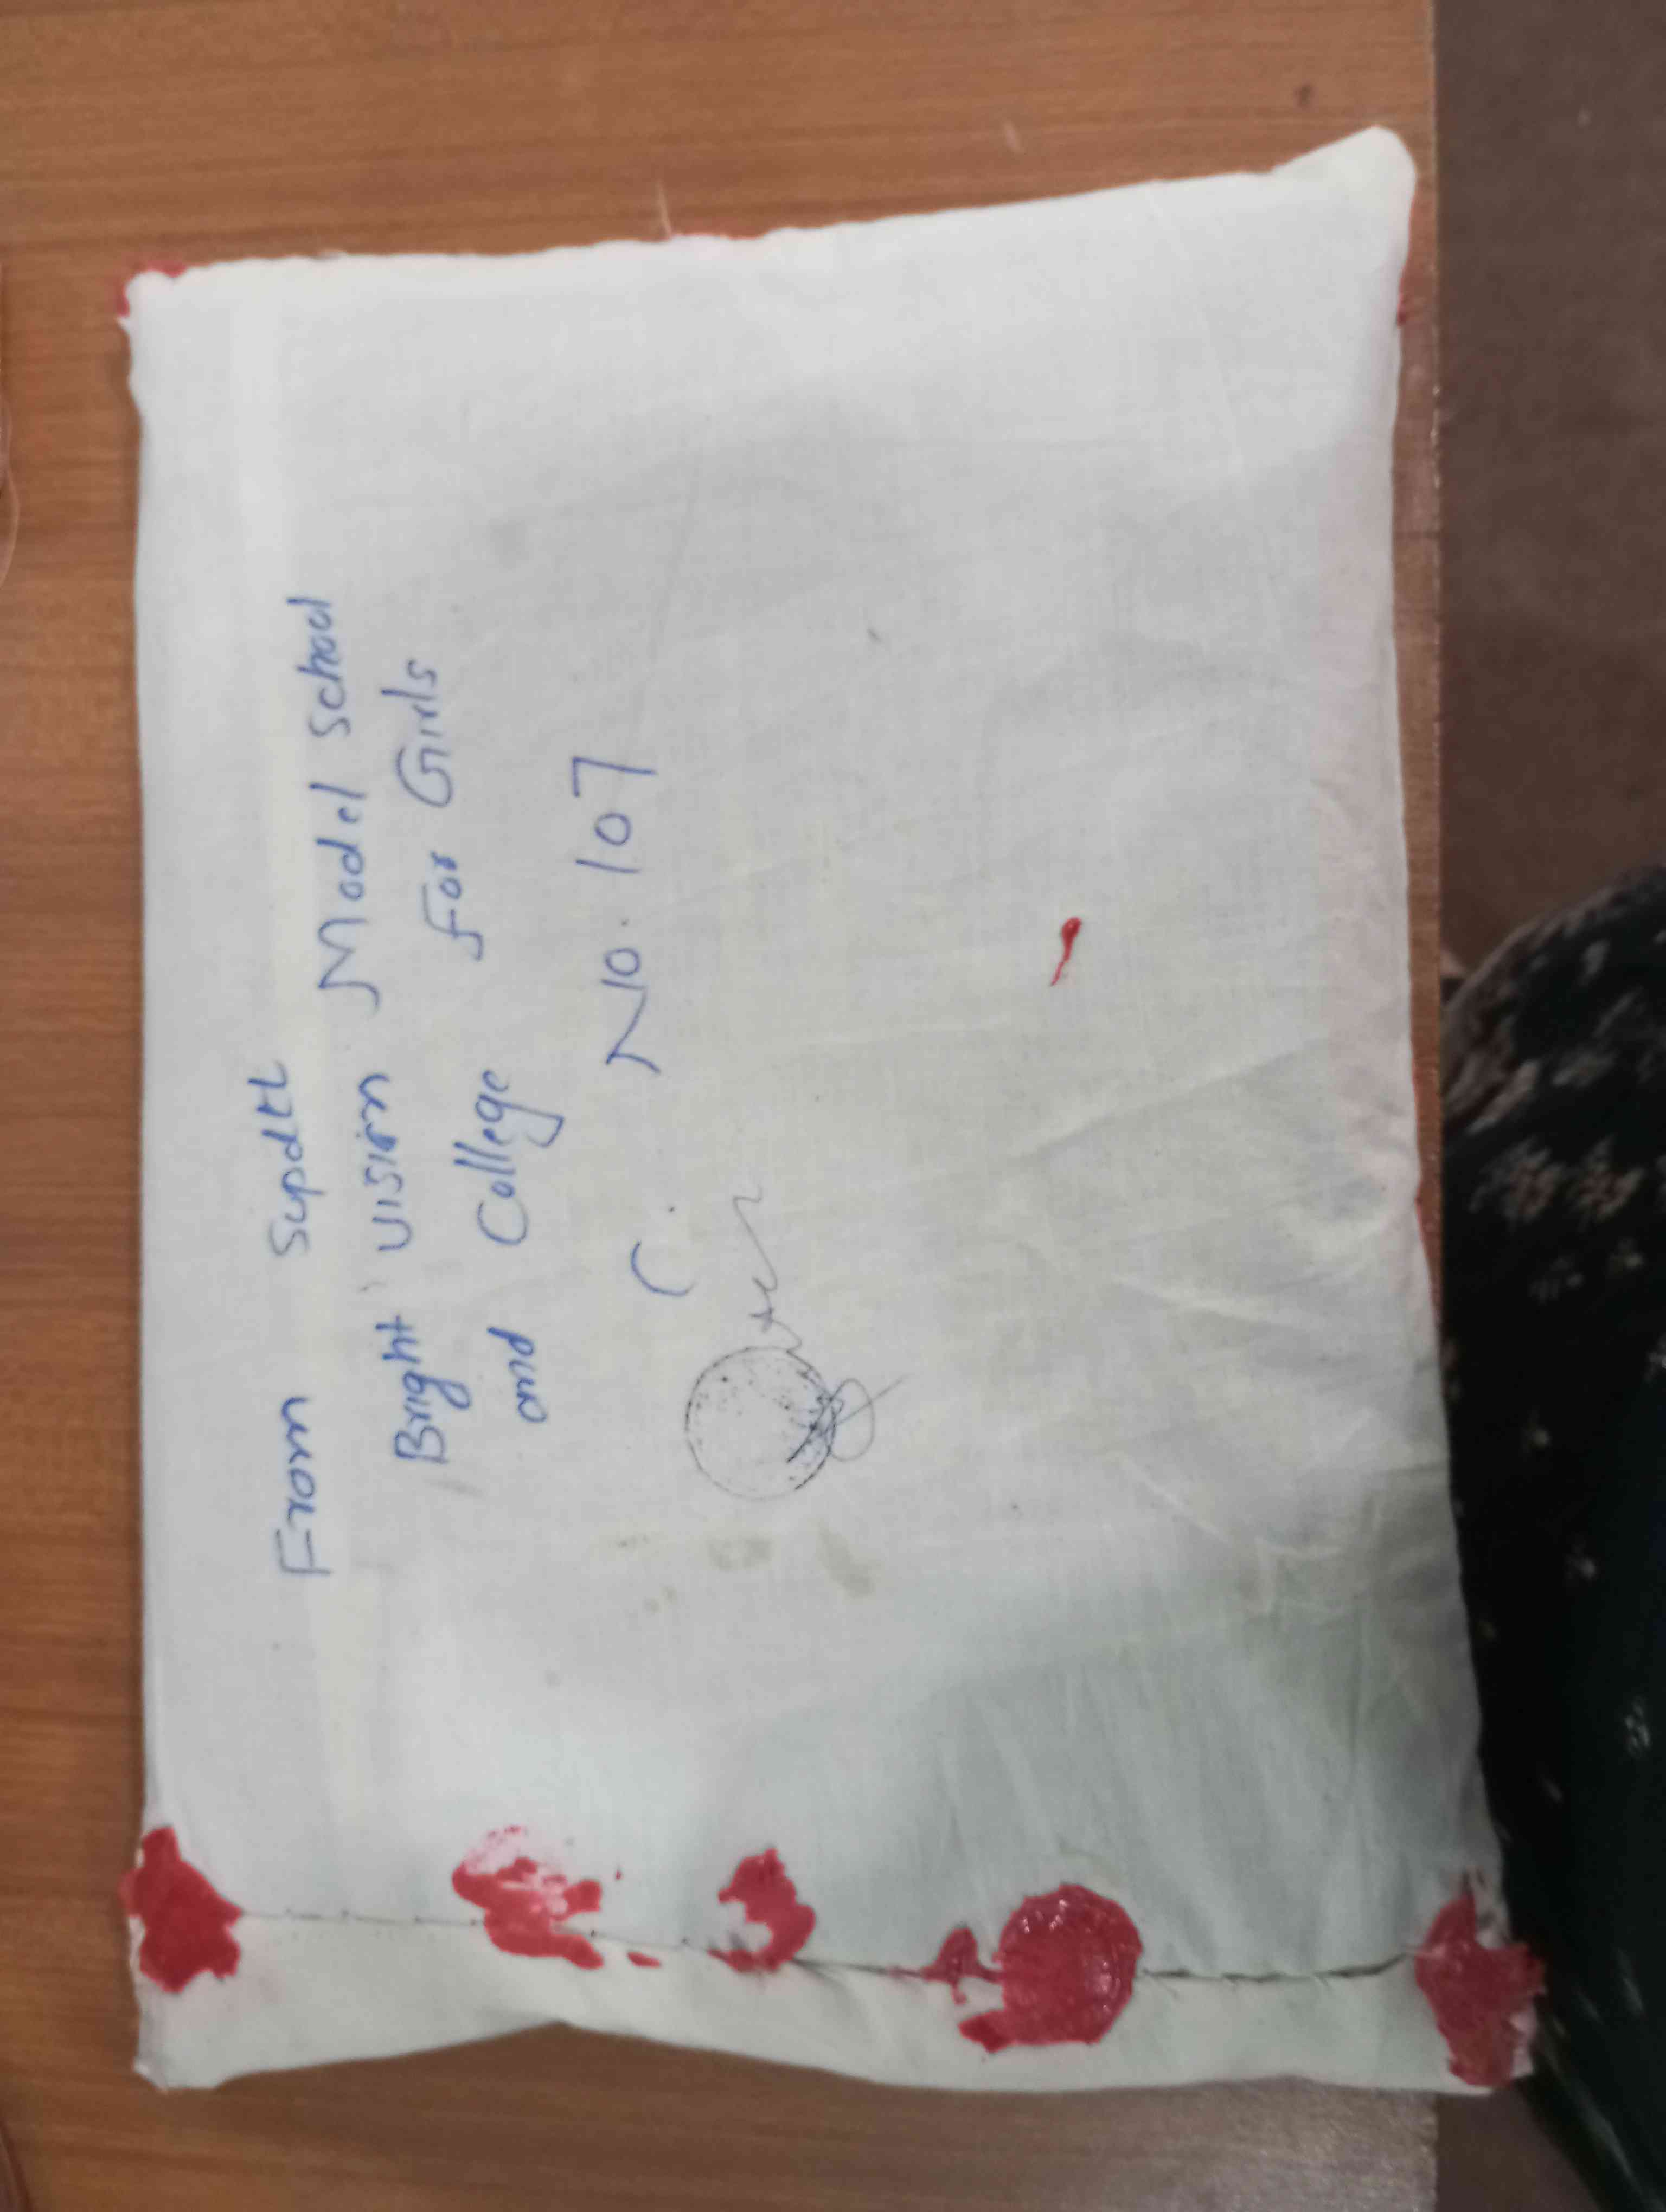 From Supdtt
Bright vision Model school
and College For Girls
C. No. 107